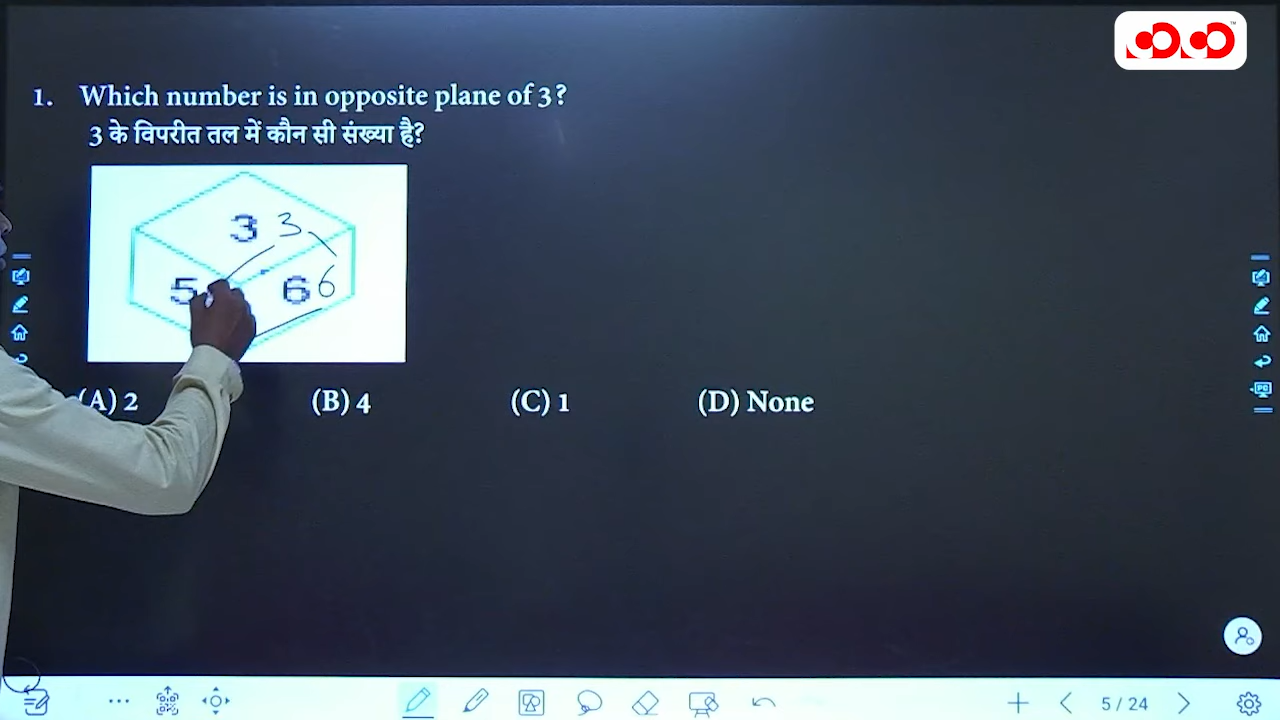 1. Which number is in opposite plane of 3?
3 के विपरीत तल में कौन सी संख्या है?
3 3
5 6 6
(A) 2 (B) 4 (C) 1 (D) None
5 / 24